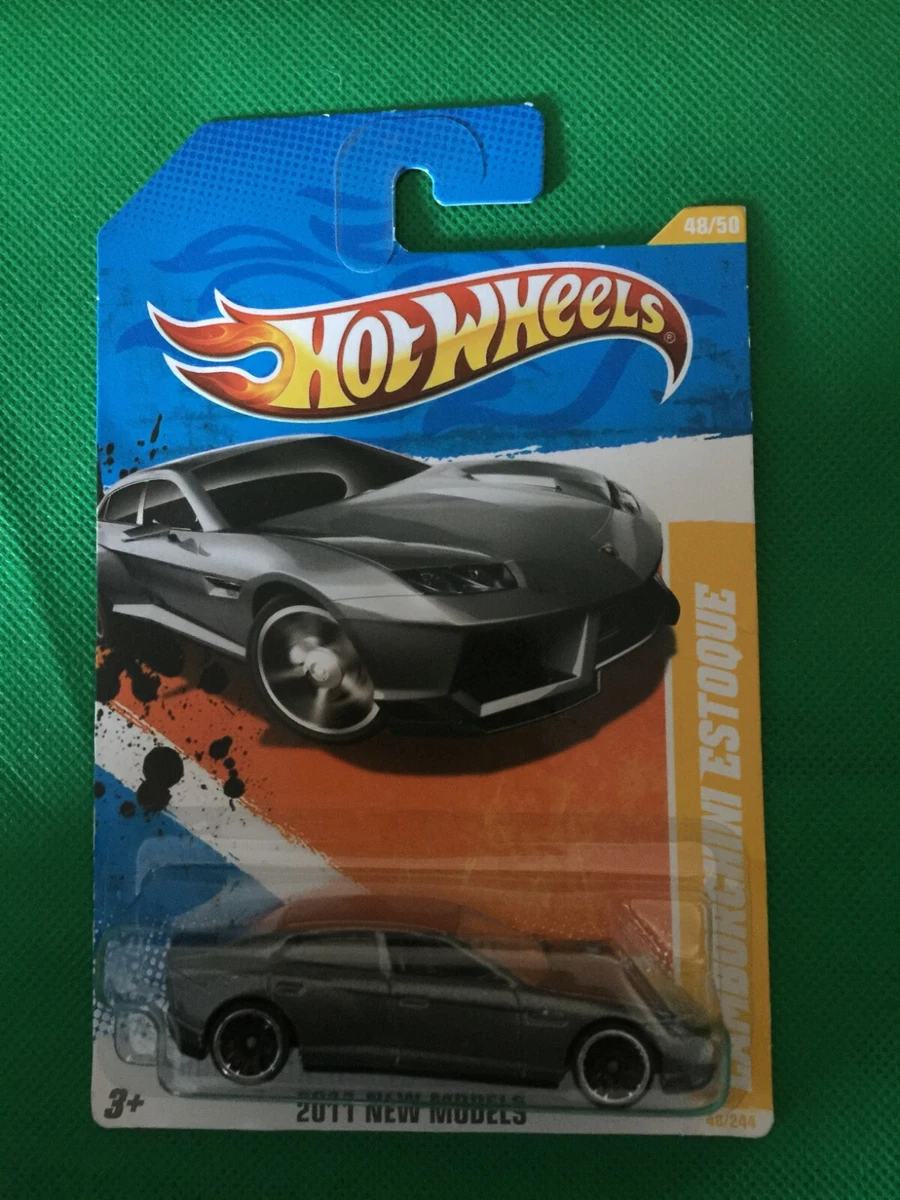 48/50
HOT WHEELS®
LAMBORGHINI ESTOQUE
3+
2011 NEW MODELS
48/244